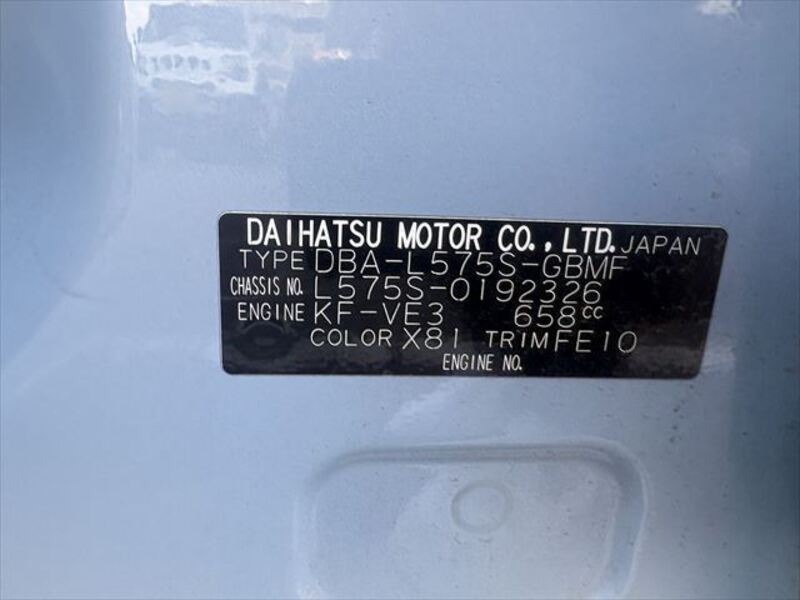 DAIHATSU MOTOR CO.,LTD. JAPAN
TYPE DBA-L575S-GBMF
CHASSIS NO. L575S-0192326
ENGINE KF-VE3 658cc
COLOR X81 TRIM FE10
ENGINE NO.